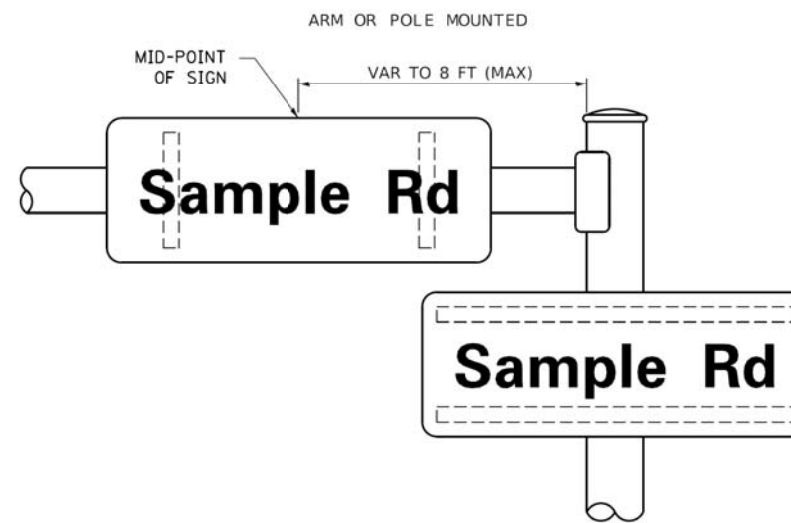 ARM OR POLE MOUNTED
MID-POINT
OF SIGN
VAR TO 8 FT (MAX)
Sample Rd
Sample Rd